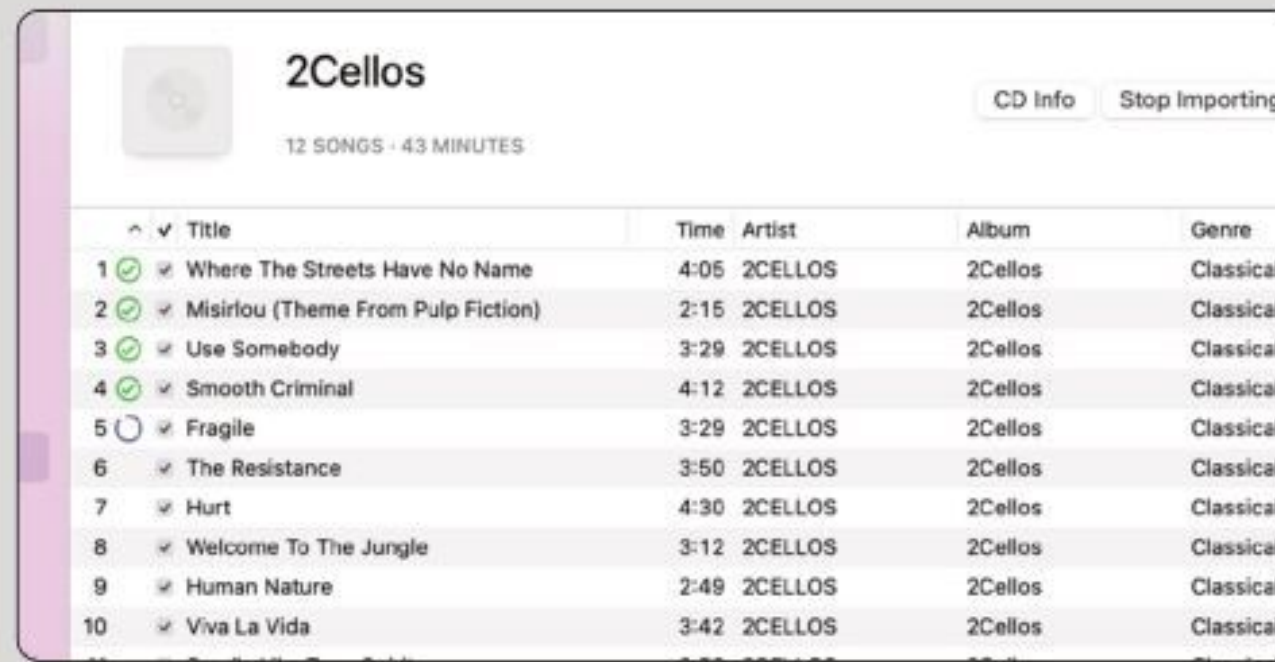 2Cellos
CD Info Stop Importing
12 SONGS · 43 MINUTES
Title Time Artist Album Genre
1 Where The Streets Have No Name 4:05 2CELLOS 2Cellos Classica
2 Misirlou (Theme From Pulp Fiction) 2:15 2CELLOS 2Cellos Classica
3 Use Somebody 3:29 2CELLOS 2Cellos Classica
4 Smooth Criminal 4:12 2CELLOS 2Cellos Classica
5 Fragile 3:29 2CELLOS 2Cellos Classica
6 The Resistance 3:50 2CELLOS 2Cellos Classica
7 Hurt 4:30 2CELLOS 2Cellos Classica
8 Welcome To The Jungle 3:12 2CELLOS 2Cellos Classica
9 Human Nature 2:49 2CELLOS 2Cellos Classica
10 Viva La Vida 3:42 2CELLOS 2Cellos Classica